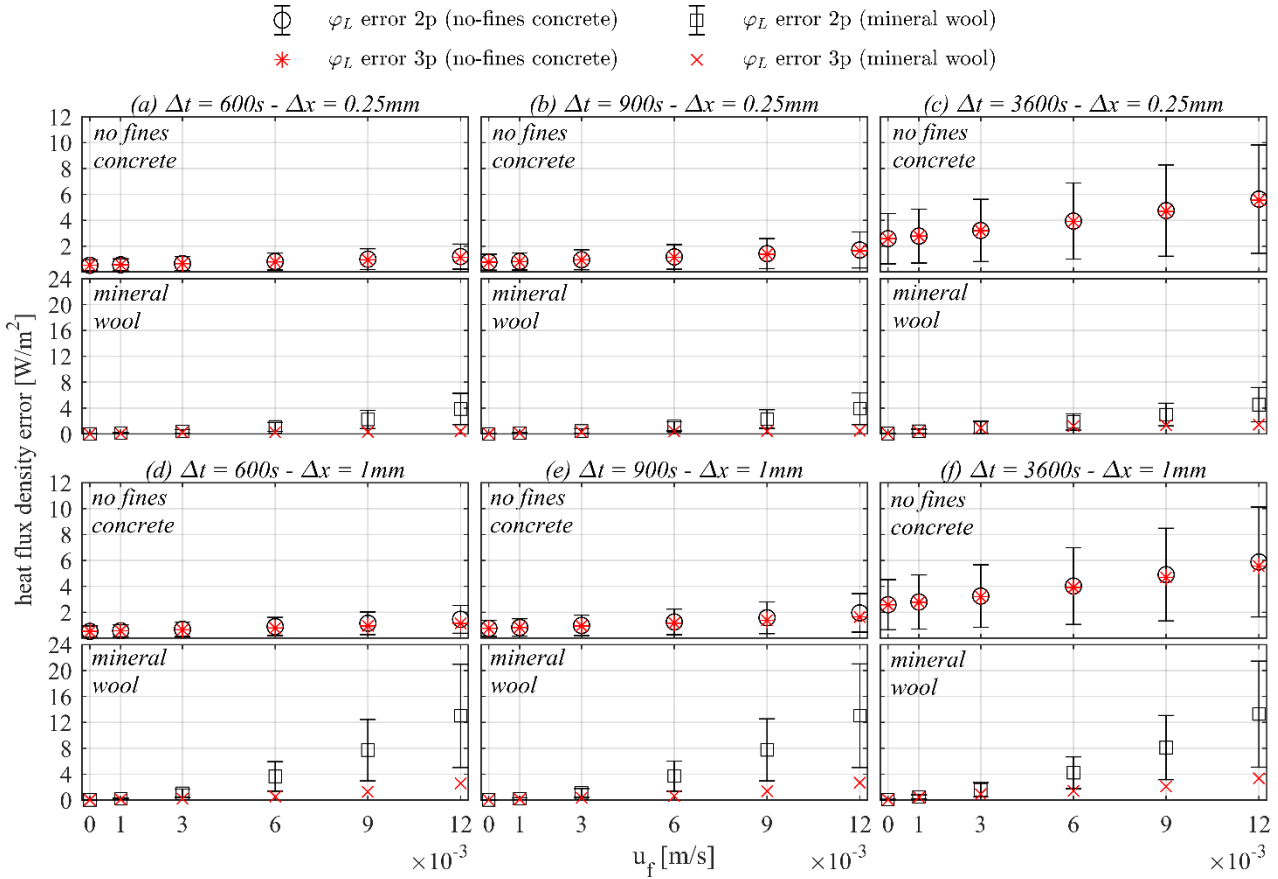 φ_L error 2p (no-fines concrete)
φ_L error 2p (mineral wool)
φ_L error 3p (no-fines concrete)
φ_L error 3p (mineral wool)
(a) Δt = 600s - Δx = 0.25mm
(b) Δt = 900s - Δx = 0.25mm
(c) Δt = 3600s - Δx = 0.25mm
12
10
8
6
4
2
no fines
concrete
no fines
concrete
no fines
concrete
24
20
16
12
8
4
0
mineral
wool
mineral
wool
mineral
wool
(d) Δt = 600s - Δx = 1mm
(e) Δt = 900s - Δx = 1mm
(f) Δt = 3600s - Δx = 1mm
12
10
8
6
4
2
no fines
concrete
no fines
concrete
no fines
concrete
24
20
16
12
8
4
0
mineral
wool
mineral
wool
mineral
wool
heat flux density error [W/m²]
0 1 3 6 9 12
×10⁻³
0 1 3 6 9 12
×10⁻³
0 1 3 6 9 12
×10⁻³
u_f [m/s]